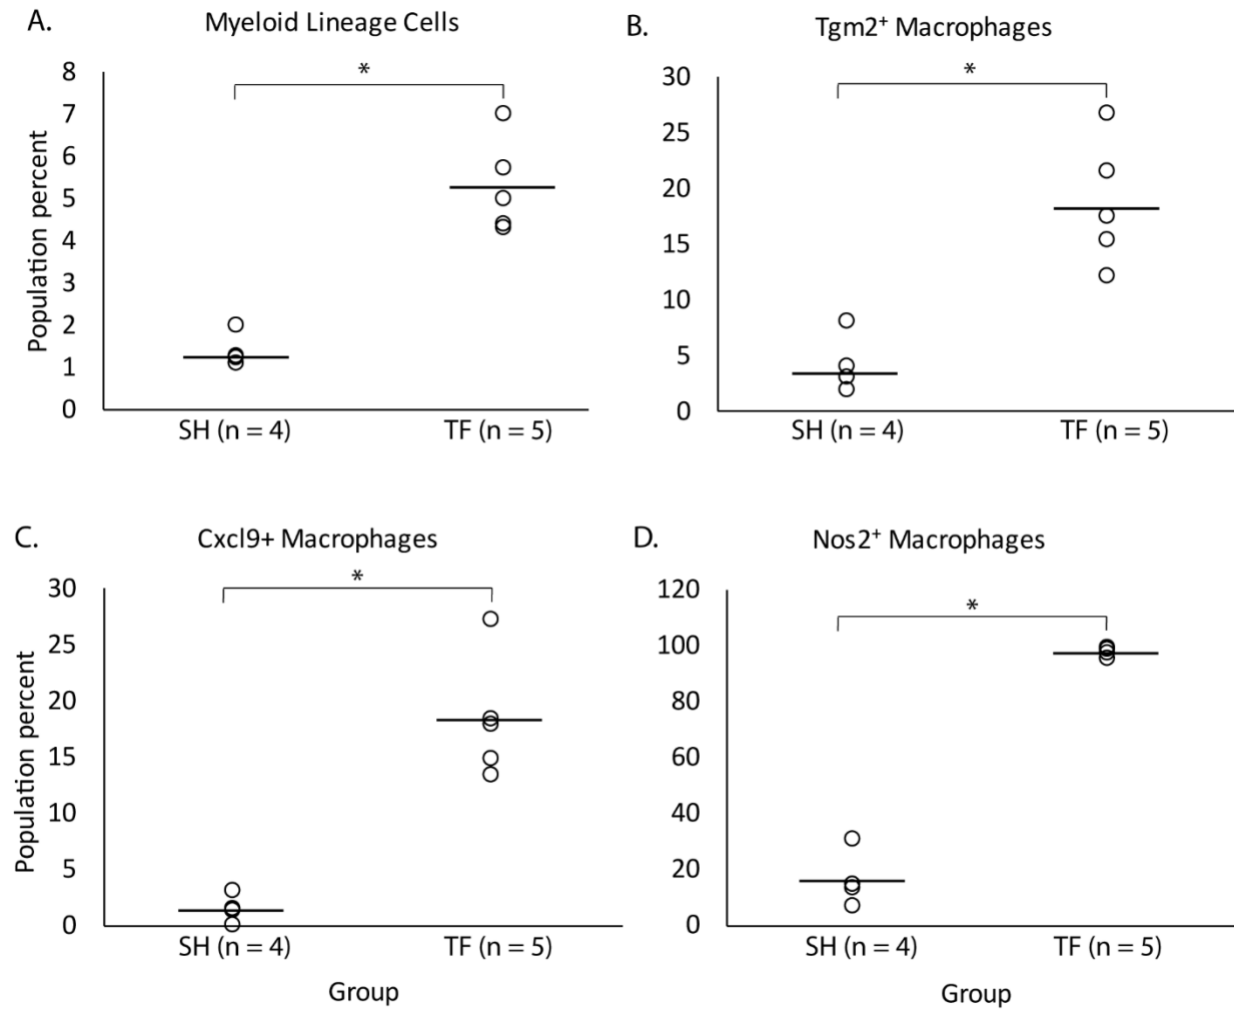 A.
Myeloid Lineage Cells
*
8
7
6
5
4
3
2
1
0
Population percent
SH (n = 4)
TF (n = 5)
B.
Tgm2⁺ Macrophages
*
30
25
20
15
10
5
0
SH (n = 4)
TF (n = 5)
C.
Cxcl9+ Macrophages
*
30
25
20
15
10
5
0
Population percent
SH (n = 4)
TF (n = 5)
Group
D.
Nos2⁺ Macrophages
*
120
100
80
60
40
20
0
SH (n = 4)
TF (n = 5)
Group